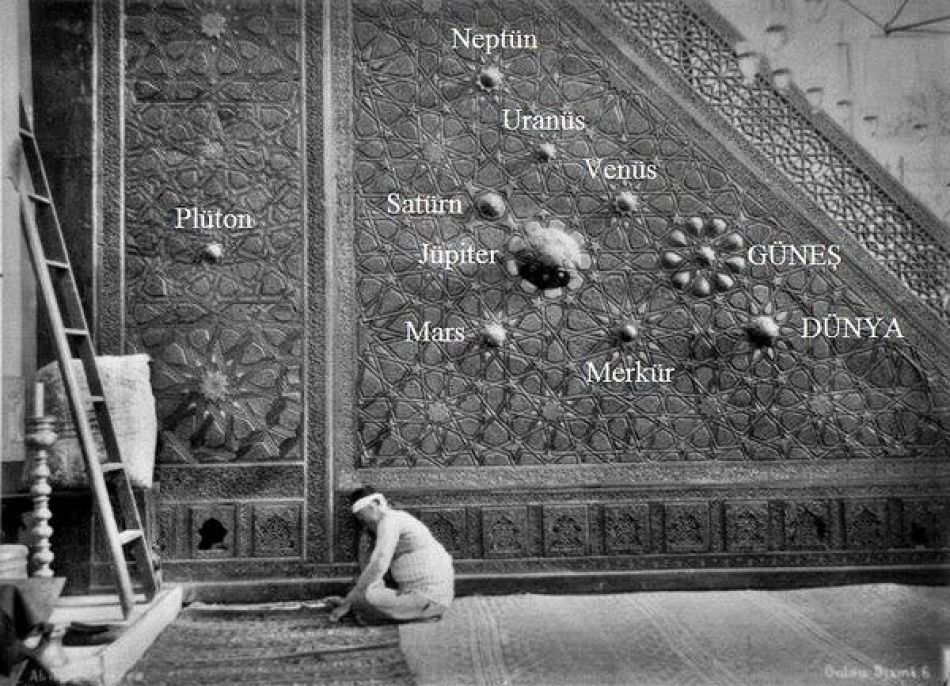 Neptün
Uranüs
Venüs
Satürn
Plüton
Jüpiter
GÜNEŞ
Mars
DÜNYA
Merkür